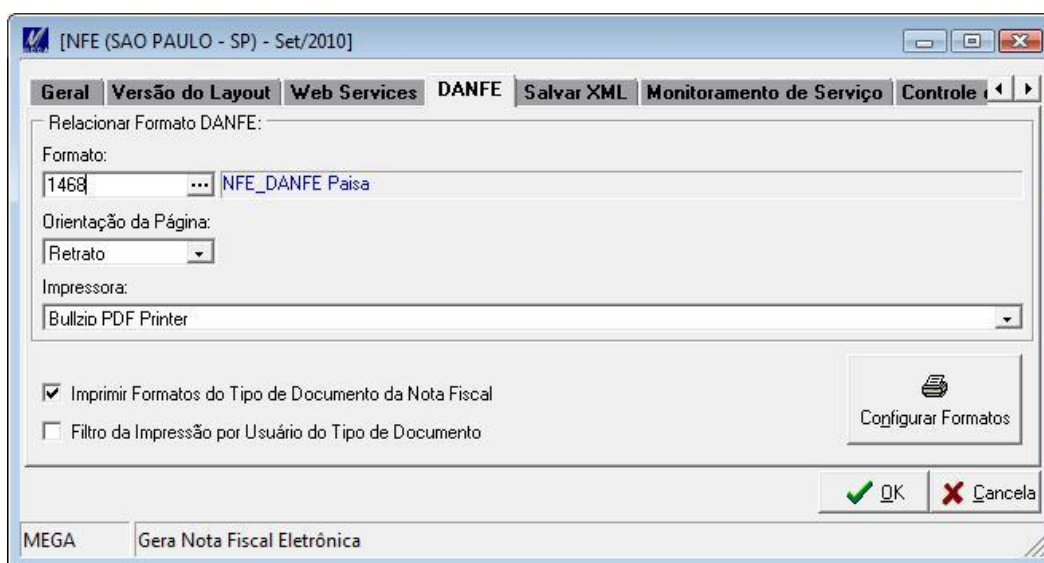 [NFE (SAO PAULO - SP) - Set/2010]
Geral Versão do Layout Web Services DANFE Salvar XML Monitoramento de Serviço Controle
Relacionar Formato DANFE:
Formato:
1468 ... NFE_DANFE Paisa
Orientação da Página:
Retrato
Impressora:
Bullzip PDF Printer
Imprimir Formatos do Tipo de Documento da Nota Fiscal
Filtro da Impressão por Usuário do Tipo de Documento
Configurar Formatos
OK Cancela
MEGA Gera Nota Fiscal Eletrônica